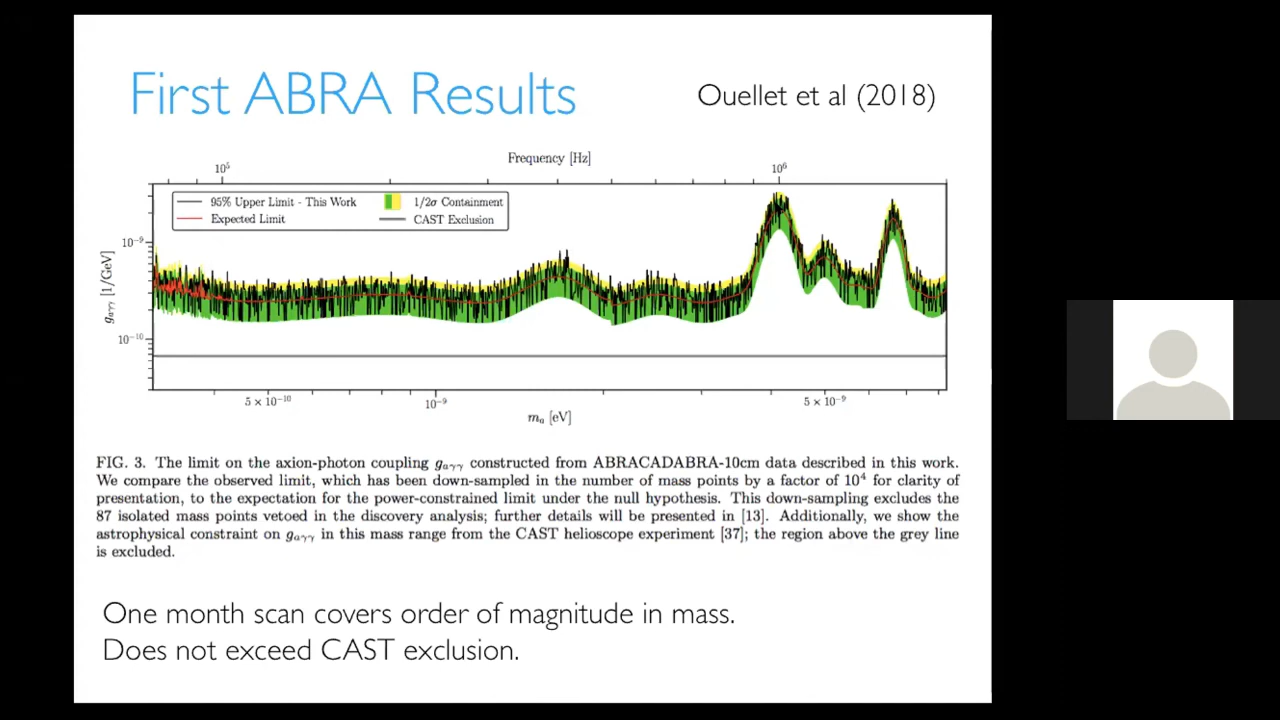 First ABRA Results
Ouellet et al (2018)
Frequency [Hz]
10⁵
10⁶
95% Upper Limit - This Work
1/2σ Containment
Expected Limit
CAST Exclusion
10⁻⁹
10⁻¹⁰
g_{aγγ} [1/GeV]
5 × 10⁻¹⁰
10⁻⁹
5 × 10⁻⁹
m_a [eV]
FIG. 3. The limit on the axion-photon coupling g_{aγγ} constructed from ABRACADABRA-10cm data described in this work.
We compare the observed limit, which has been down-sampled in the number of mass points by a factor of 10⁴ for clarity of
presentation, to the expectation for the power-constrained limit under the null hypothesis. This down-sampling excludes the
87 isolated mass points vetoed in the discovery analysis; further details will be presented in [13]. Additionally, we show the
astrophysical constraint on g_{aγγ} in this mass range from the CAST helioscope experiment [37]; the region above the grey line
is excluded.
One month scan covers order of magnitude in mass.
Does not exceed CAST exclusion.